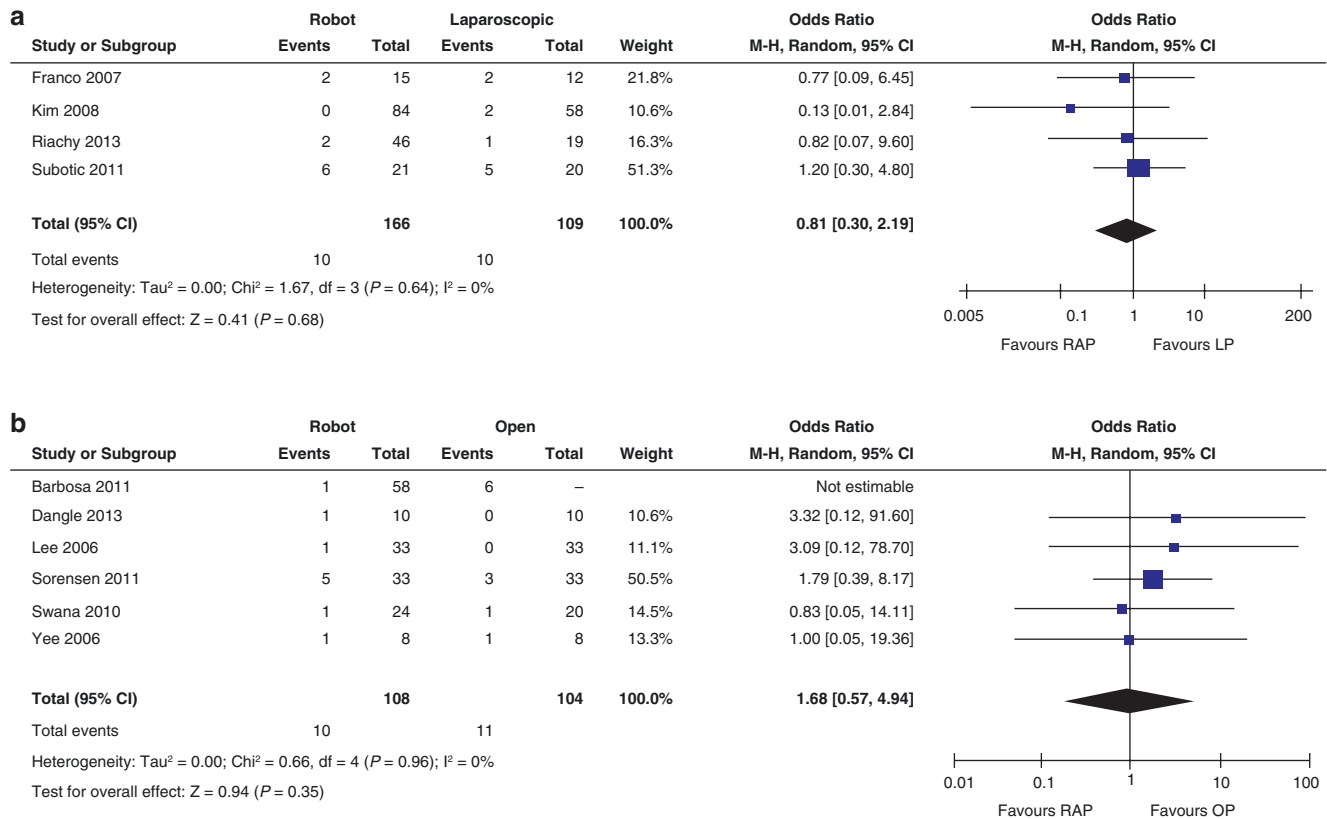 a
Robot Laparoscopic Odds Ratio Odds Ratio
Study or Subgroup Events Total Events Total Weight M-H, Random, 95% CI M-H, Random, 95% CI
Franco 2007 2 15 2 12 21.8% 0.77 [0.09, 6.45]
Kim 2008 0 84 2 58 10.6% 0.13 [0.01, 2.84]
Riachy 2013 2 46 1 19 16.3% 0.82 [0.07, 9.60]
Subotic 2011 6 21 5 20 51.3% 1.20 [0.30, 4.80]
Total (95% CI) 166 109 100.0% 0.81 [0.30, 2.19]
Total events 10 10
Heterogeneity: Tau² = 0.00; Chi² = 1.67, df = 3 (P = 0.64); I² = 0%
Test for overall effect: Z = 0.41 (P = 0.68)
0.005 0.1 1 10 200
Favours RAP Favours LP
b
Robot Open Odds Ratio Odds Ratio
Study or Subgroup Events Total Events Total Weight M-H, Random, 95% CI M-H, Random, 95% CI
Barbosa 2011 1 58 6 – Not estimable
Dangle 2013 1 10 0 10 10.6% 3.32 [0.12, 91.60]
Lee 2006 1 33 0 33 11.1% 3.09 [0.12, 78.70]
Sorensen 2011 5 33 3 33 50.5% 1.79 [0.39, 8.17]
Swana 2010 1 24 1 20 14.5% 0.83 [0.05, 14.11]
Yee 2006 1 8 1 8 13.3% 1.00 [0.05, 19.36]
Total (95% CI) 108 104 100.0% 1.68 [0.57, 4.94]
Total events 10 11
Heterogeneity: Tau² = 0.00; Chi² = 0.66, df = 4 (P = 0.96); I² = 0%
Test for overall effect: Z = 0.94 (P = 0.35)
0.01 0.1 1 10 100
Favours RAP Favours OP